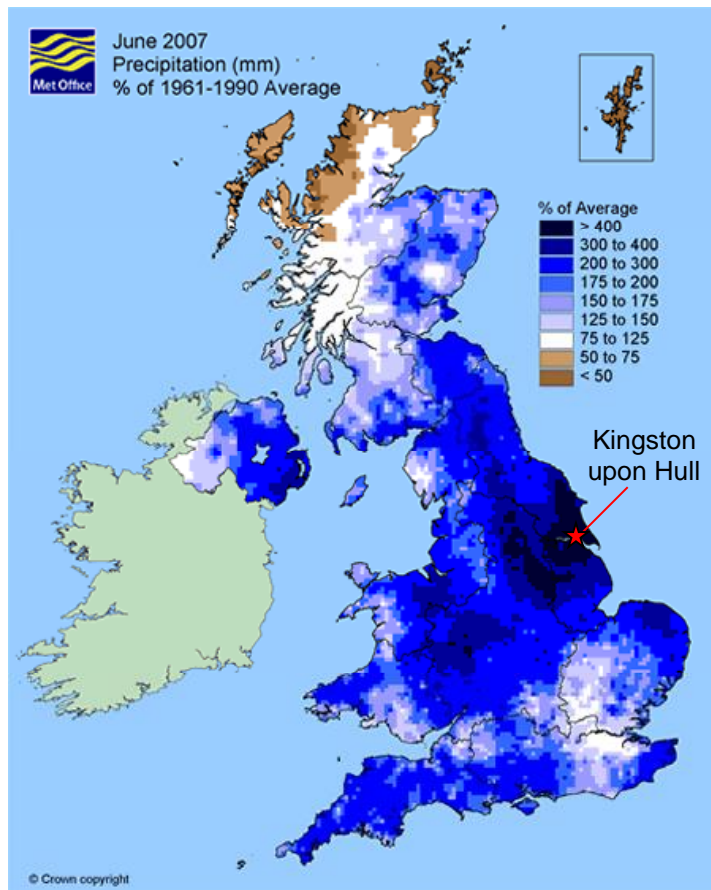 Met Office
June 2007
Precipitation (mm)
% of 1961-1990 Average
% of Average
> 400
300 to 400
200 to 300
175 to 200
150 to 175
125 to 150
75 to 125
50 to 75
< 50
Kingston
upon Hull
© Crown copyright